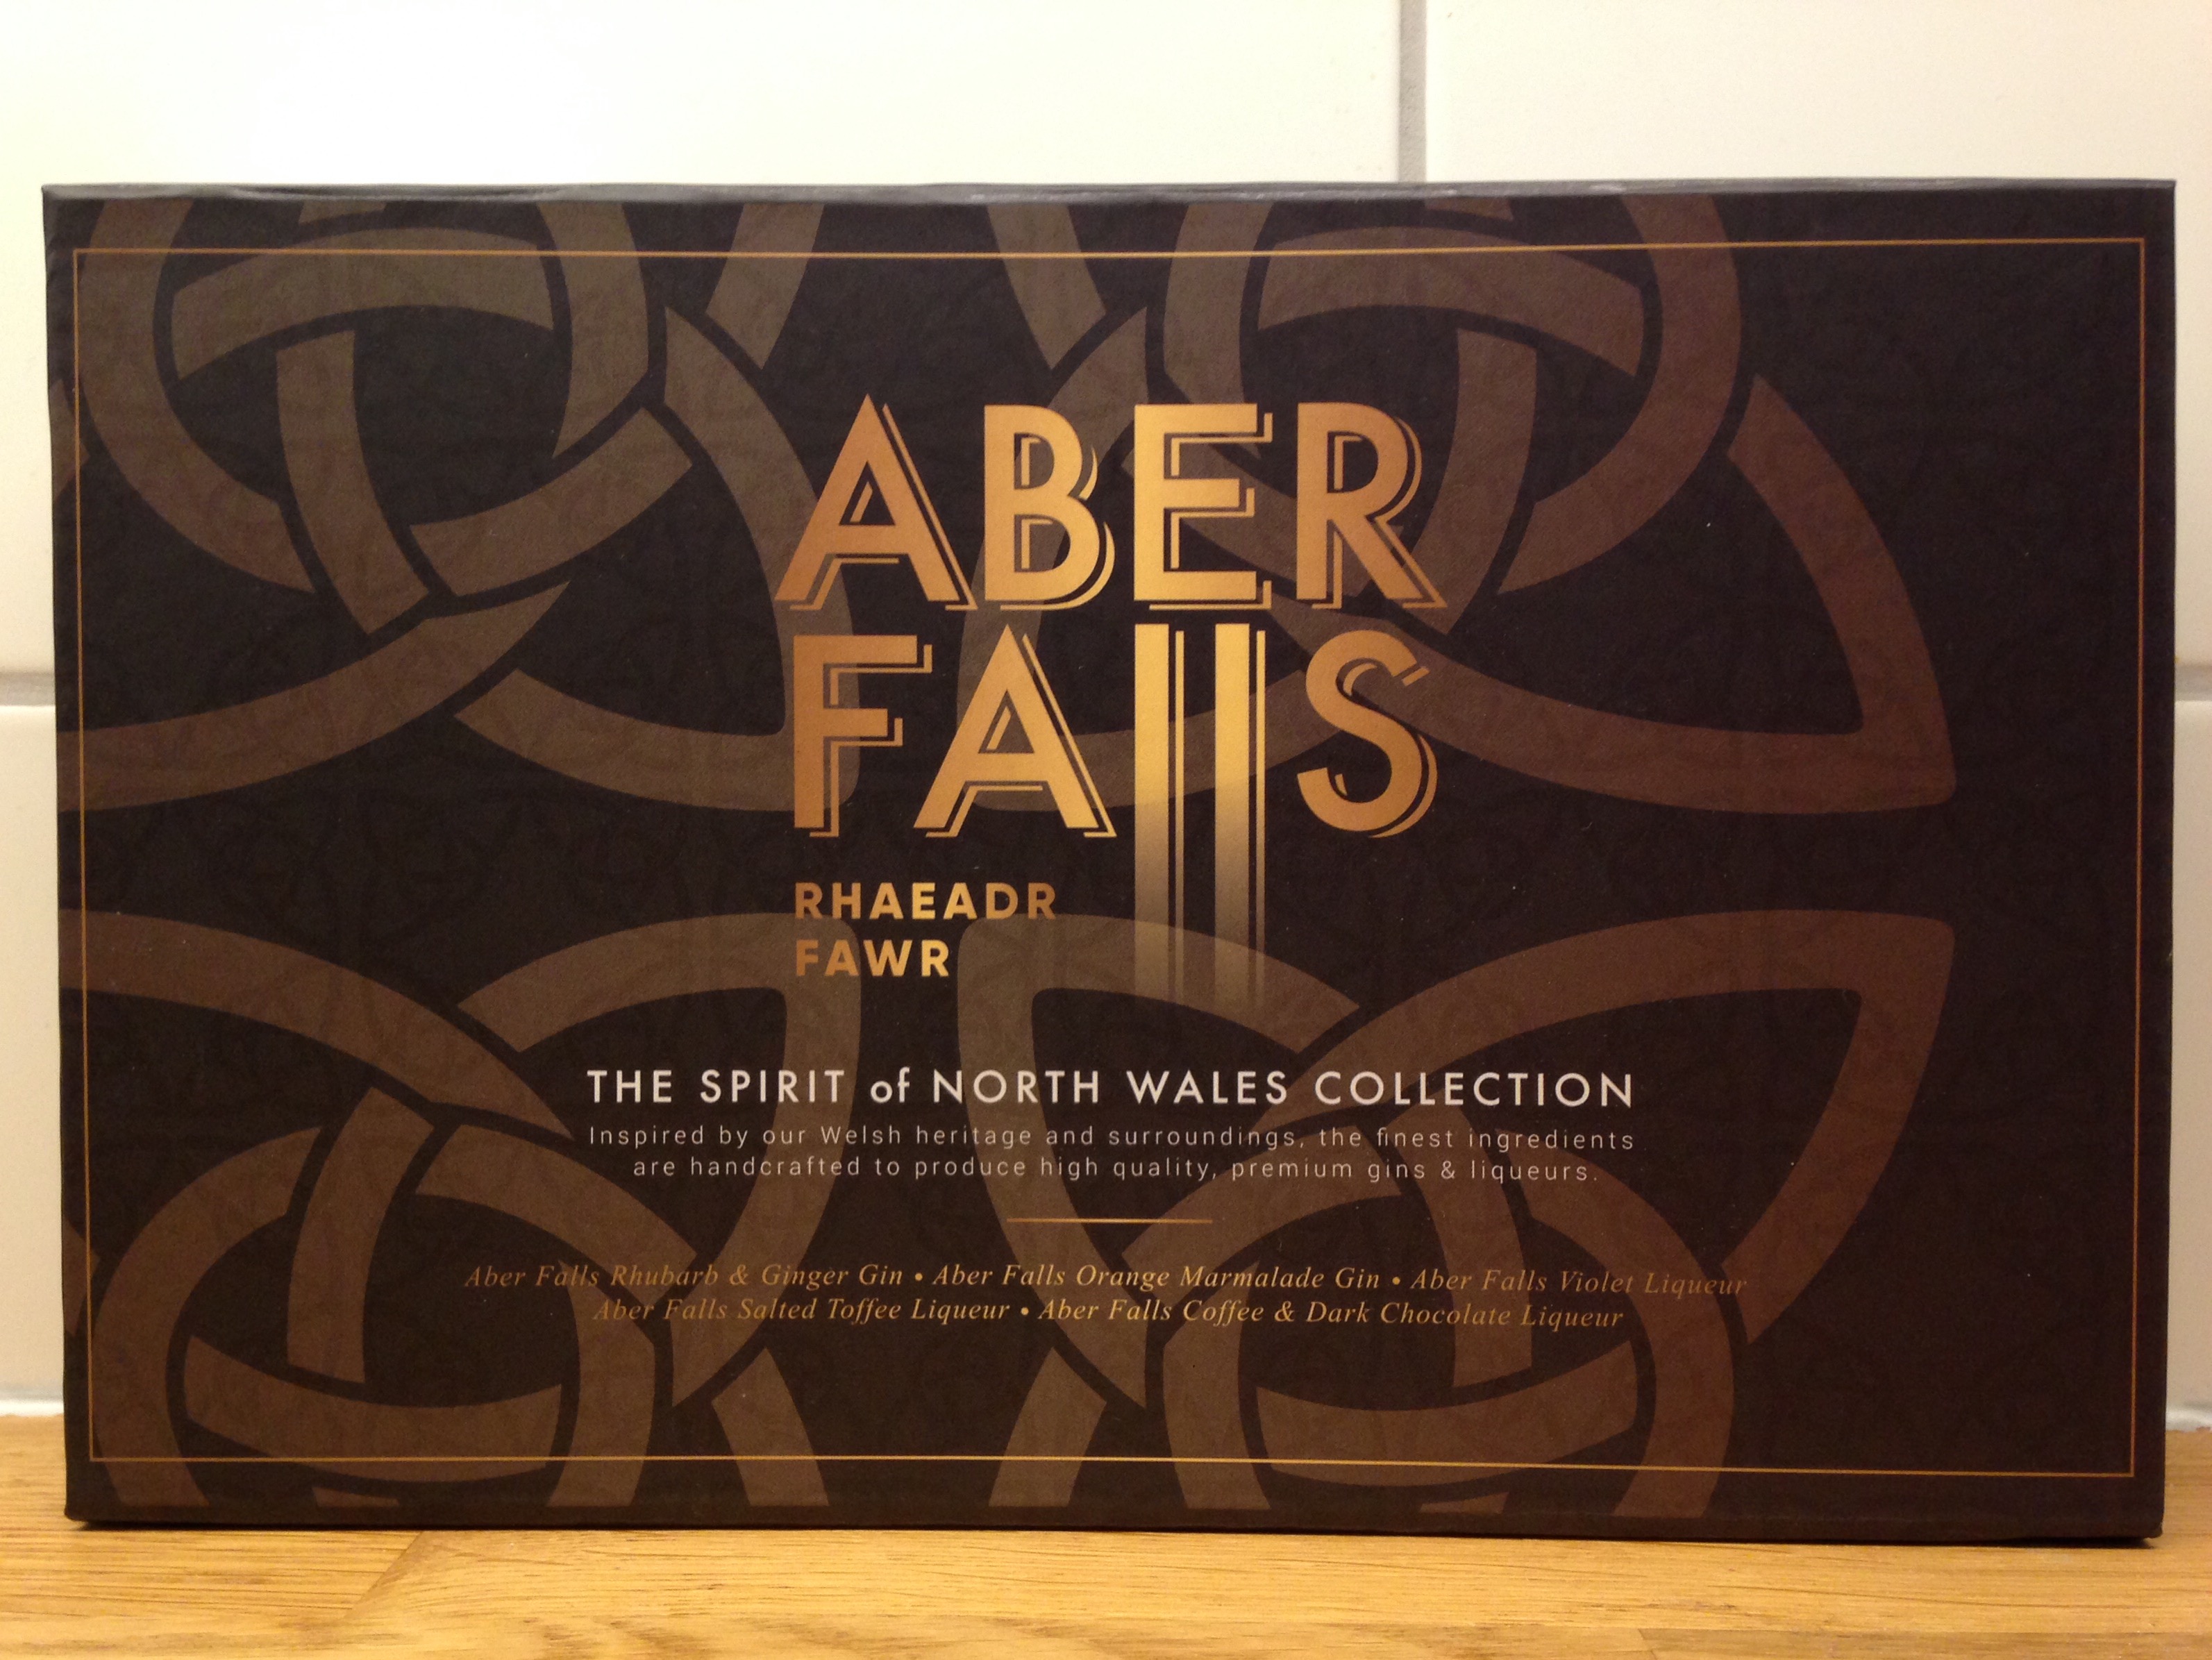 ABER
FALLS
RHAEADR
FAWR
THE SPIRIT of NORTH WALES COLLECTION
Inspired by our Welsh heritage and surroundings, the finest ingredients
are handcrafted to produce high quality, premium gins & liqueurs.
Aber Falls Rhubarb & Ginger Gin • Aber Falls Orange Marmalade Gin • Aber Falls Violet Liqueur
Aber Falls Salted Toffee Liqueur • Aber Falls Coffee & Dark Chocolate Liqueur